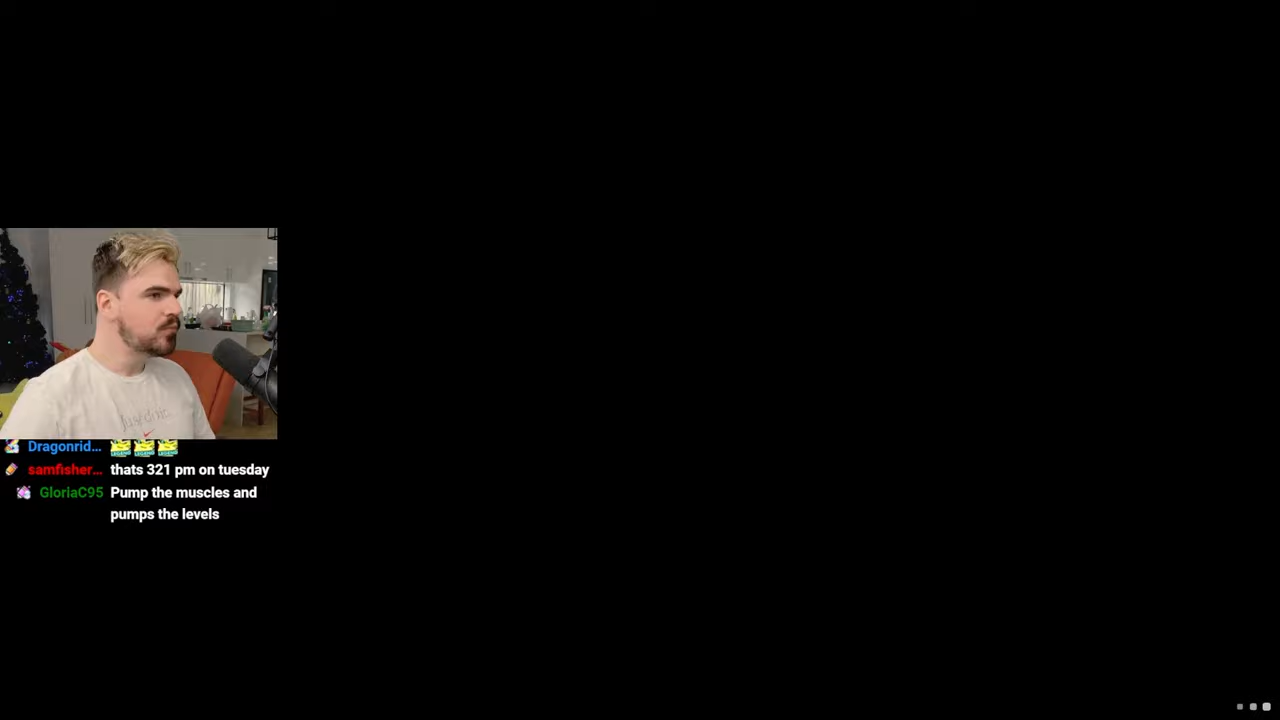 Dragonrid...
samfisher... thats 321 pm on tuesday
GloriaC95 Pump the muscles and
pumps the levels